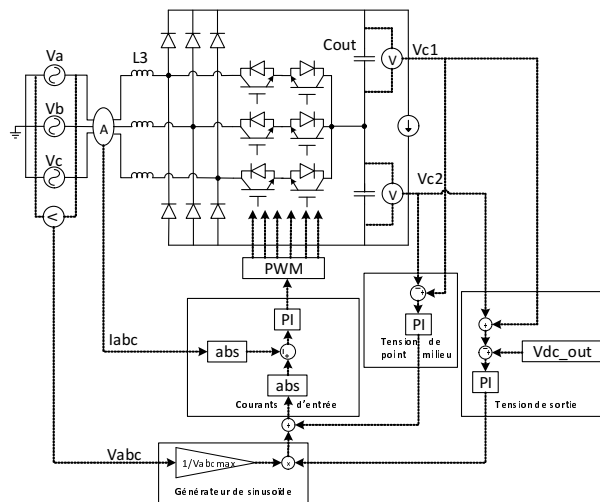 Cout
Vc1
Va
L3
V
Vb
A
Vc
Vc2
V
V
PWM
PI
PI
Tension de
point milieu
Iabc
abs
Vdc_out
abs
PI
Courants d'entrée
Tension de sortie
Vabc
1/Vabcmax
x
Générateur de sinusoïde